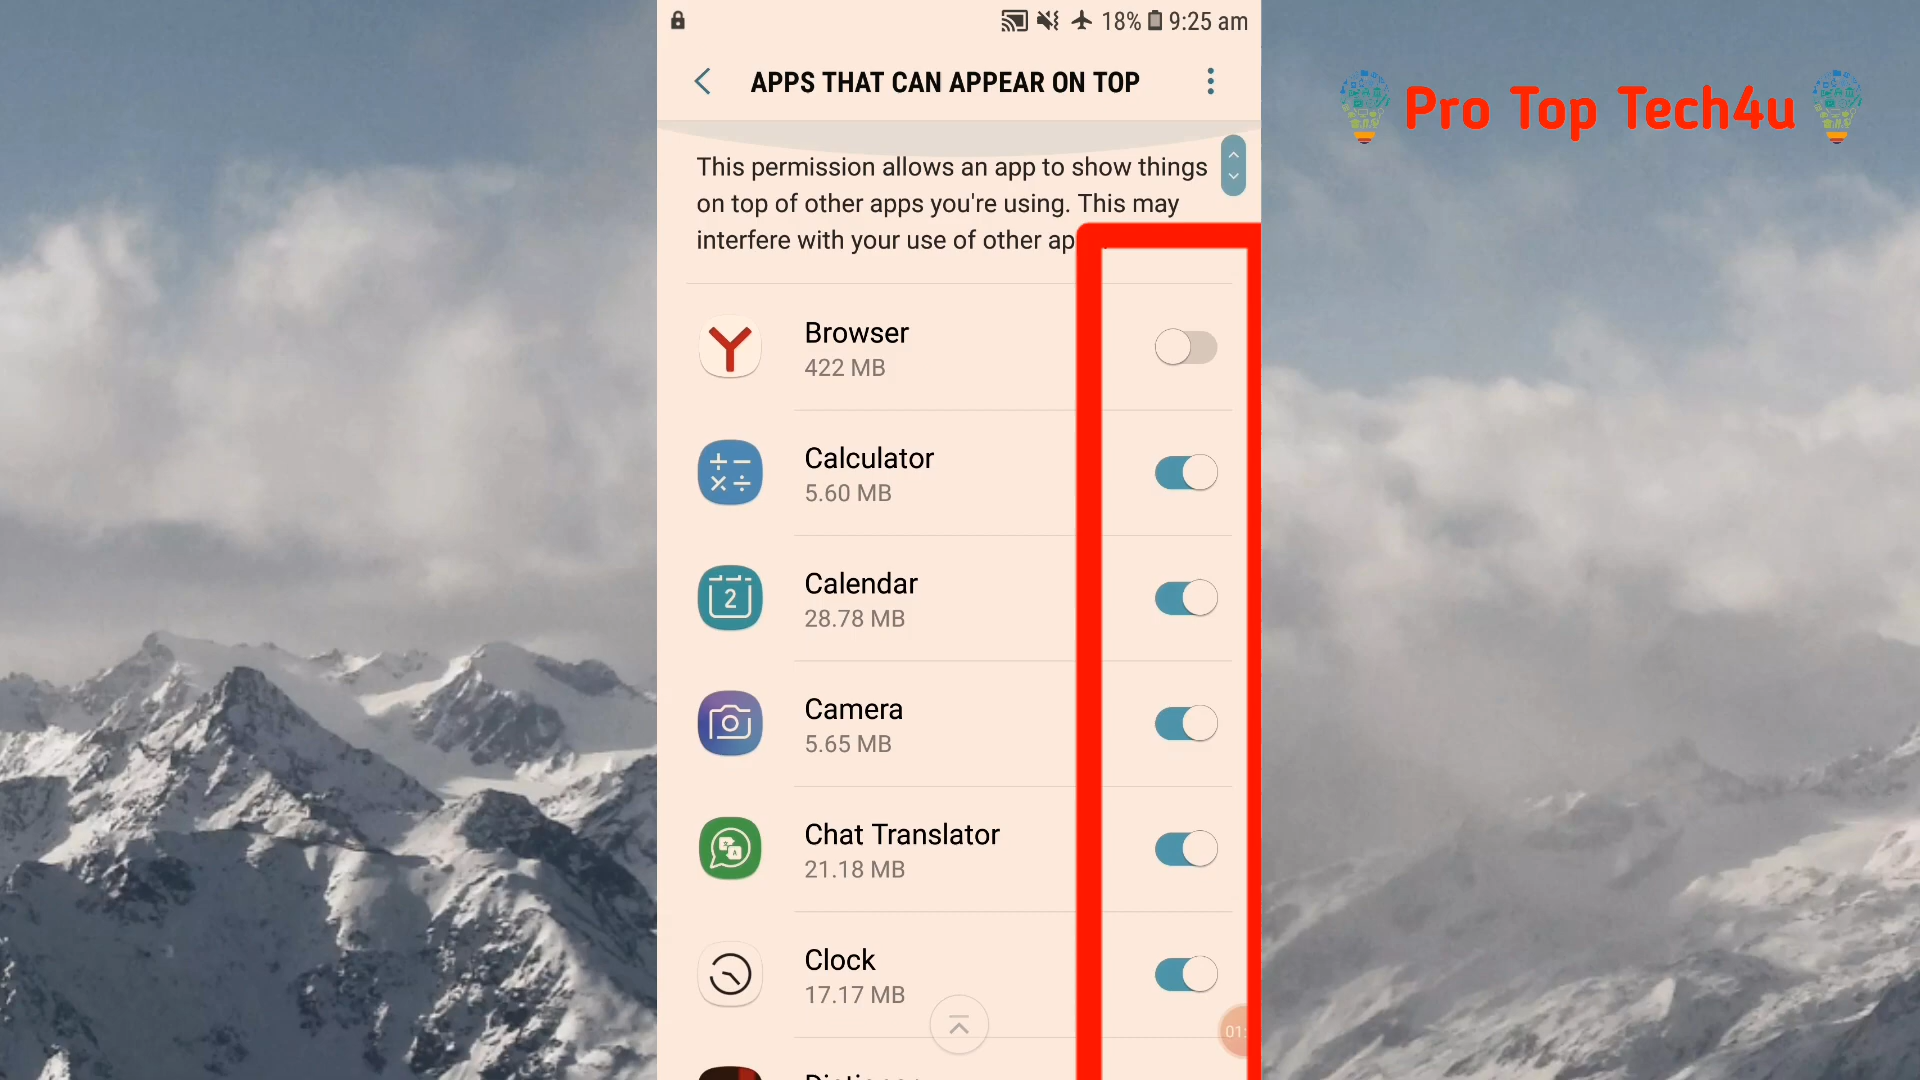 18% 9:25 am
APPS THAT CAN APPEAR ON TOP
Pro Top Tech4u
This permission allows an app to show things
on top of other apps you're using. This may
interfere with your use of other ap
Browser
422 MB
Calculator
5.60 MB
2
Calendar
28.78 MB
Camera
5.65 MB
Chat Translator
21.18 MB
Clock
17.17 MB
01: